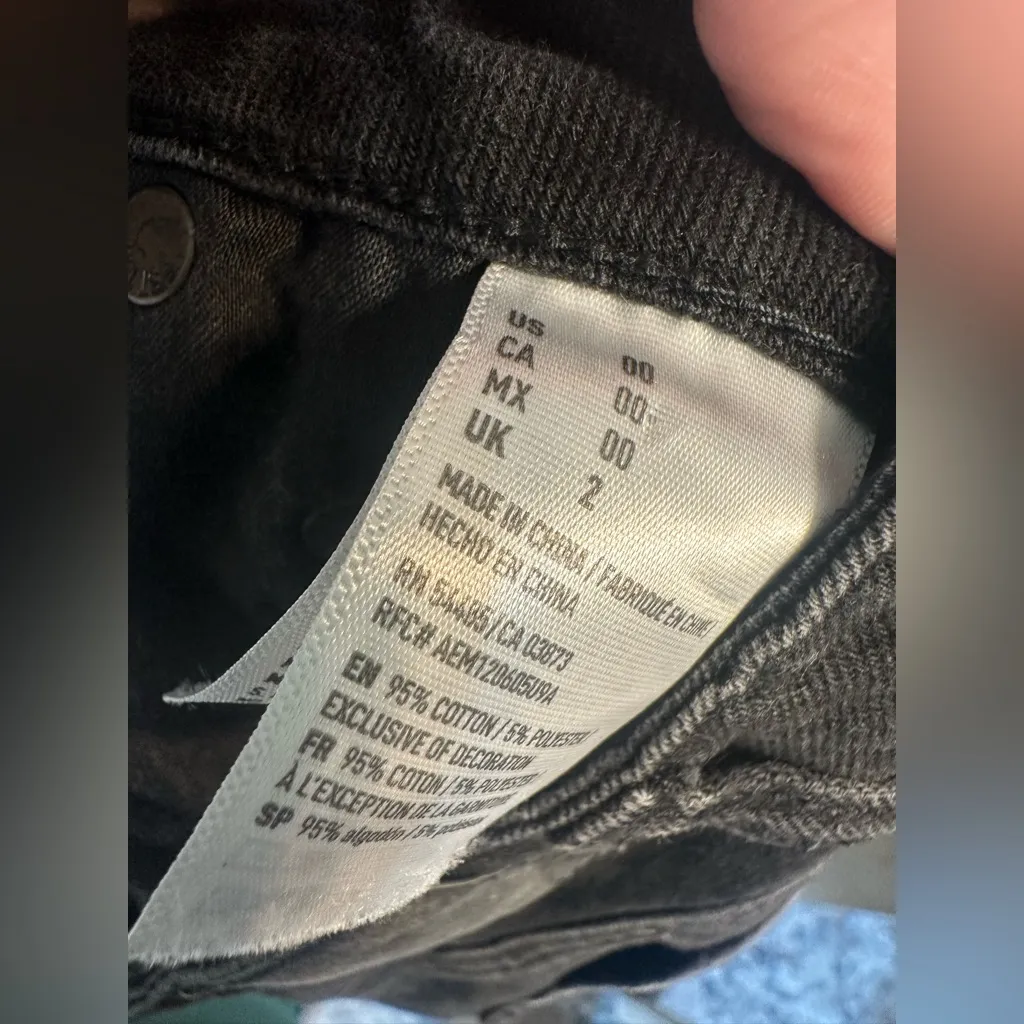 US 00
CA 00
MX 00
UK 2
MADE IN CHINA / FABRIQUÉ EN CHINE
HECHO EN CHINA
RN 54485 / CA 03873
RFC# AEM120605U9A
EN 95% COTTON / 5% POLYESTER
EXCLUSIVE OF DECORATION
FR 95% COTON / 5% POLYESTER
À L'EXCEPTION DE LA GARNITURE
SP 95% algodón / 5% poliéster